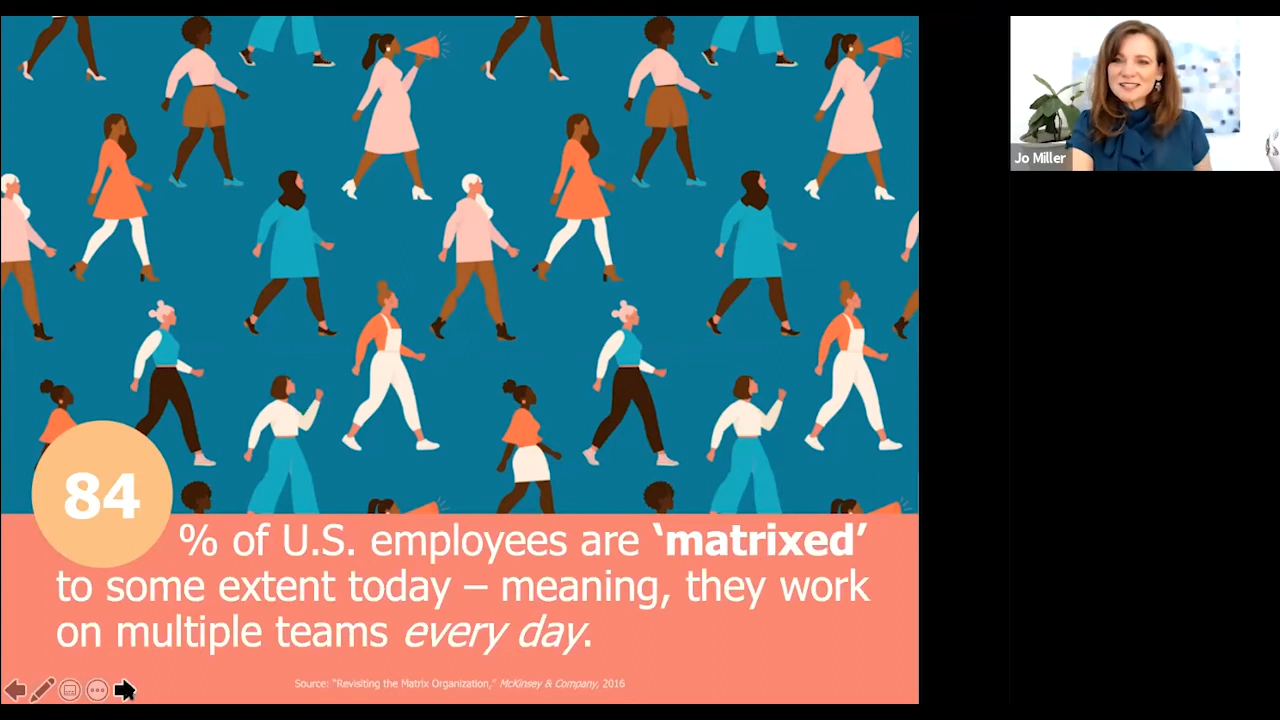 Jo Miller
84
% of U.S. employees are ‘matrixed’
to some extent today – meaning, they work
on multiple teams every day.
Source: “Revisiting the Matrix Organization,” McKinsey & Company, 2016